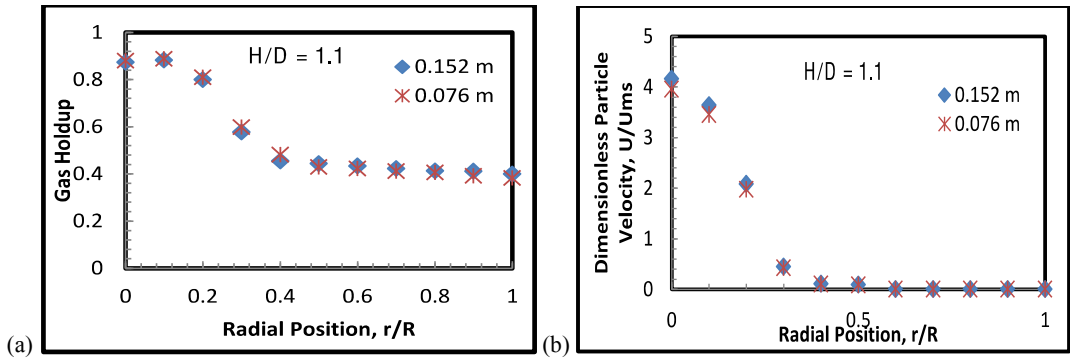 (a)
Gas Holdup
1
0.8
0.6
0.4
0.2
0
H/D = 1.1
0.152 m
0.076 m
0 0.2 0.4 0.6 0.8 1
Radial Position, r/R
(b)
Dimensionless Particle
Velocity, U/Ums
5
4
3
2
1
0
H/D = 1.1
0.152 m
0.076 m
0 0.5 1
Radial Position, r/R